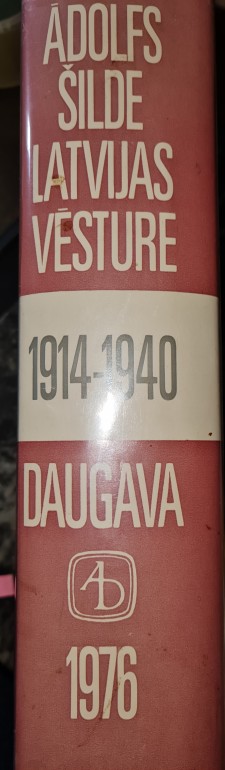 ĀDOLFS
ŠILDE
LATVIJAS
VĒSTURE
1914-1940
DAUGAVA
AD
1976